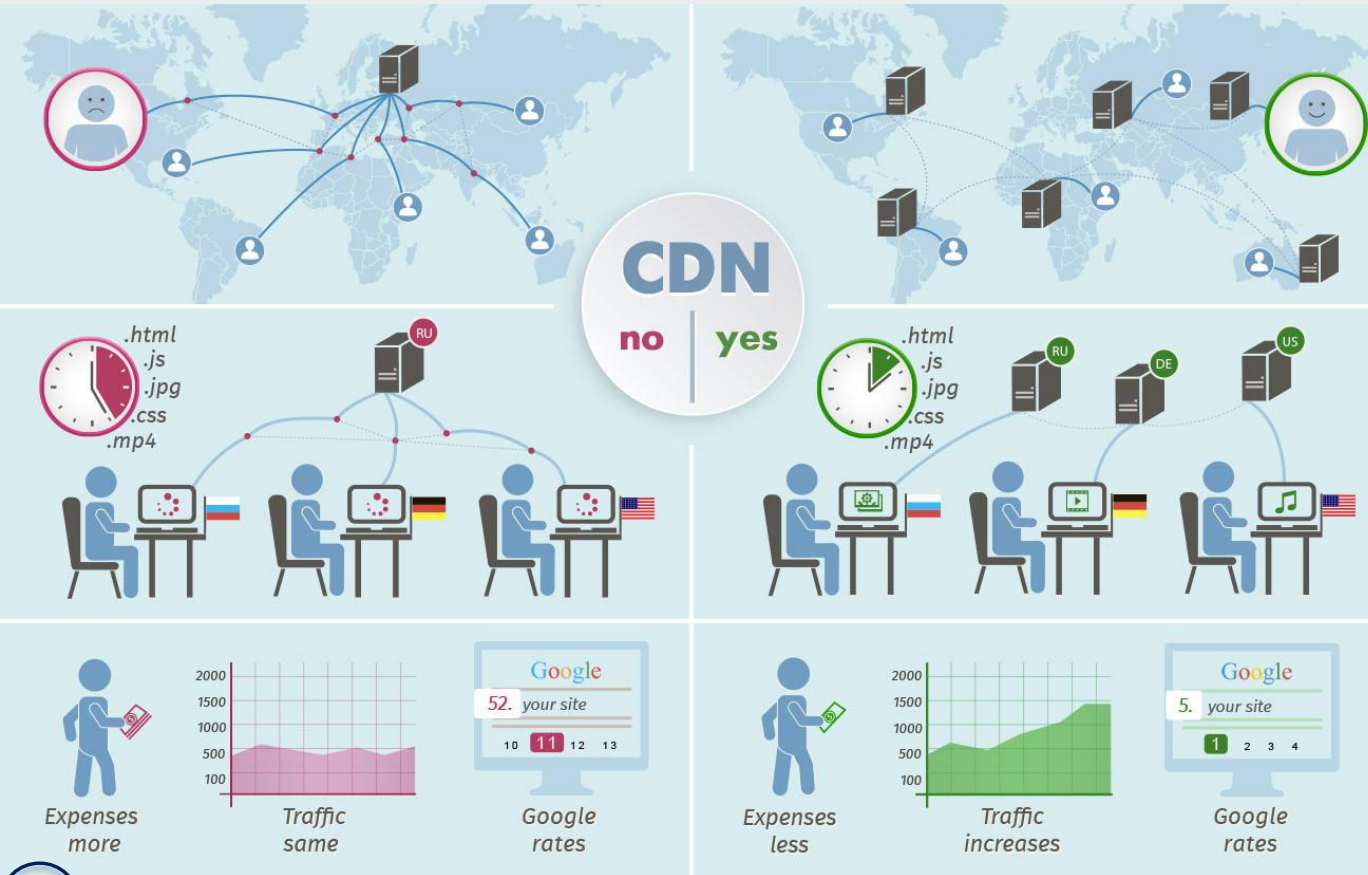 CDN
no
yes
.html
.js
.jpg
.css
.mp4
RU
.html
.js
.jpg
.css
.mp4
RU
DE
US
2000
1500
1000
500
100
Google
52. your site
10 11 12 13
Expenses
more
Traffic
same
Google
rates
2000
1500
1000
500
100
Google
5. your site
1 2 3 4
Expenses
less
Traffic
increases
Google
rates